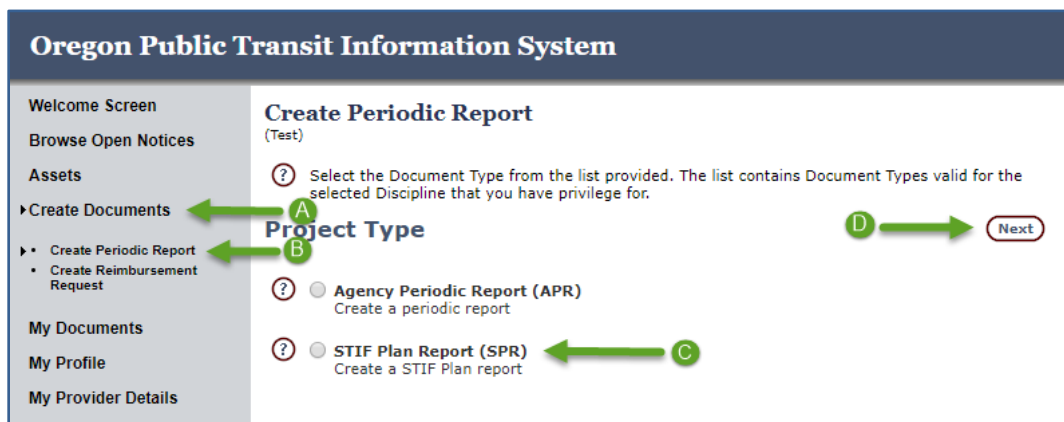 Oregon Public Transit Information System
Welcome Screen
Browse Open Notices
Assets
Create Documents
Create Periodic Report
Create Reimbursement
Request
My Documents
My Profile
My Provider Details
Create Periodic Report
(Test)
? Select the Document Type from the list provided. The list contains Document Types valid for the
selected Discipline that you have privilege for.
A
B
Project Type
D
Next
? Agency Periodic Report (APR)
Create a periodic report
? STIF Plan Report (SPR)
C
Create a STIF Plan report